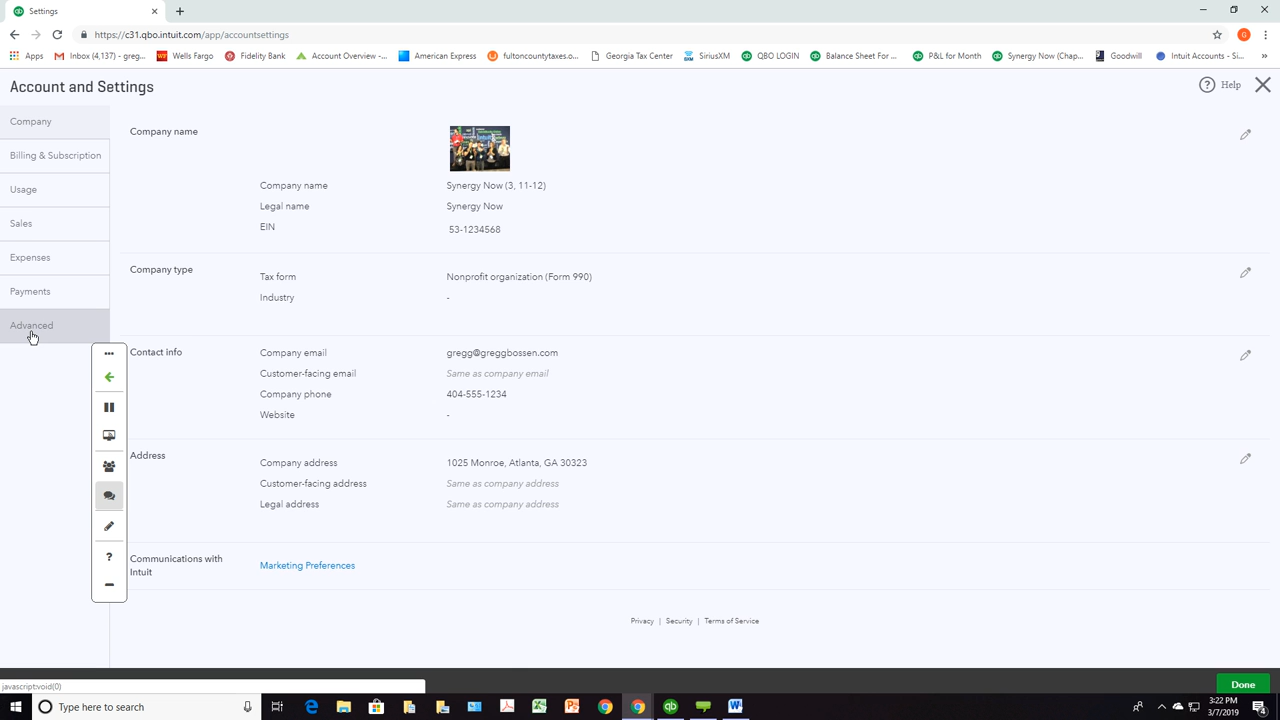 Settings
https://c31.qbo.intuit.com/app/accountsettings
Apps
Inbox (4,137) - greg...
Wells Fargo
Fidelity Bank
Account Overview -...
American Express
fultoncountytaxes.o...
Georgia Tax Center
SiriusXM
QBO LOGIN
Balance Sheet For ...
P&L for Month
Synergy Now (Chap...
Goodwill
Intuit Accounts - Si...
Account and Settings
Help
Company
Billing & Subscription
Usage
Sales
Expenses
Payments
Advanced
Company name
Company name Synergy Now (3, 11-12)
Legal name Synergy Now
EIN 53-1234568
Company type
Tax form Nonprofit organization (Form 990)
Industry -
Contact info
Company email gregg@greggbossen.com
Customer-facing email Same as company email
Company phone 404-555-1234
Website -
Address
Company address 1025 Monroe, Atlanta, GA 30323
Customer-facing address Same as company address
Legal address Same as company address
Communications with
Intuit
Marketing Preferences
Privacy | Security | Terms of Service
javascript:void(0)
Done
Type here to search
3:22 PM
3/7/2019